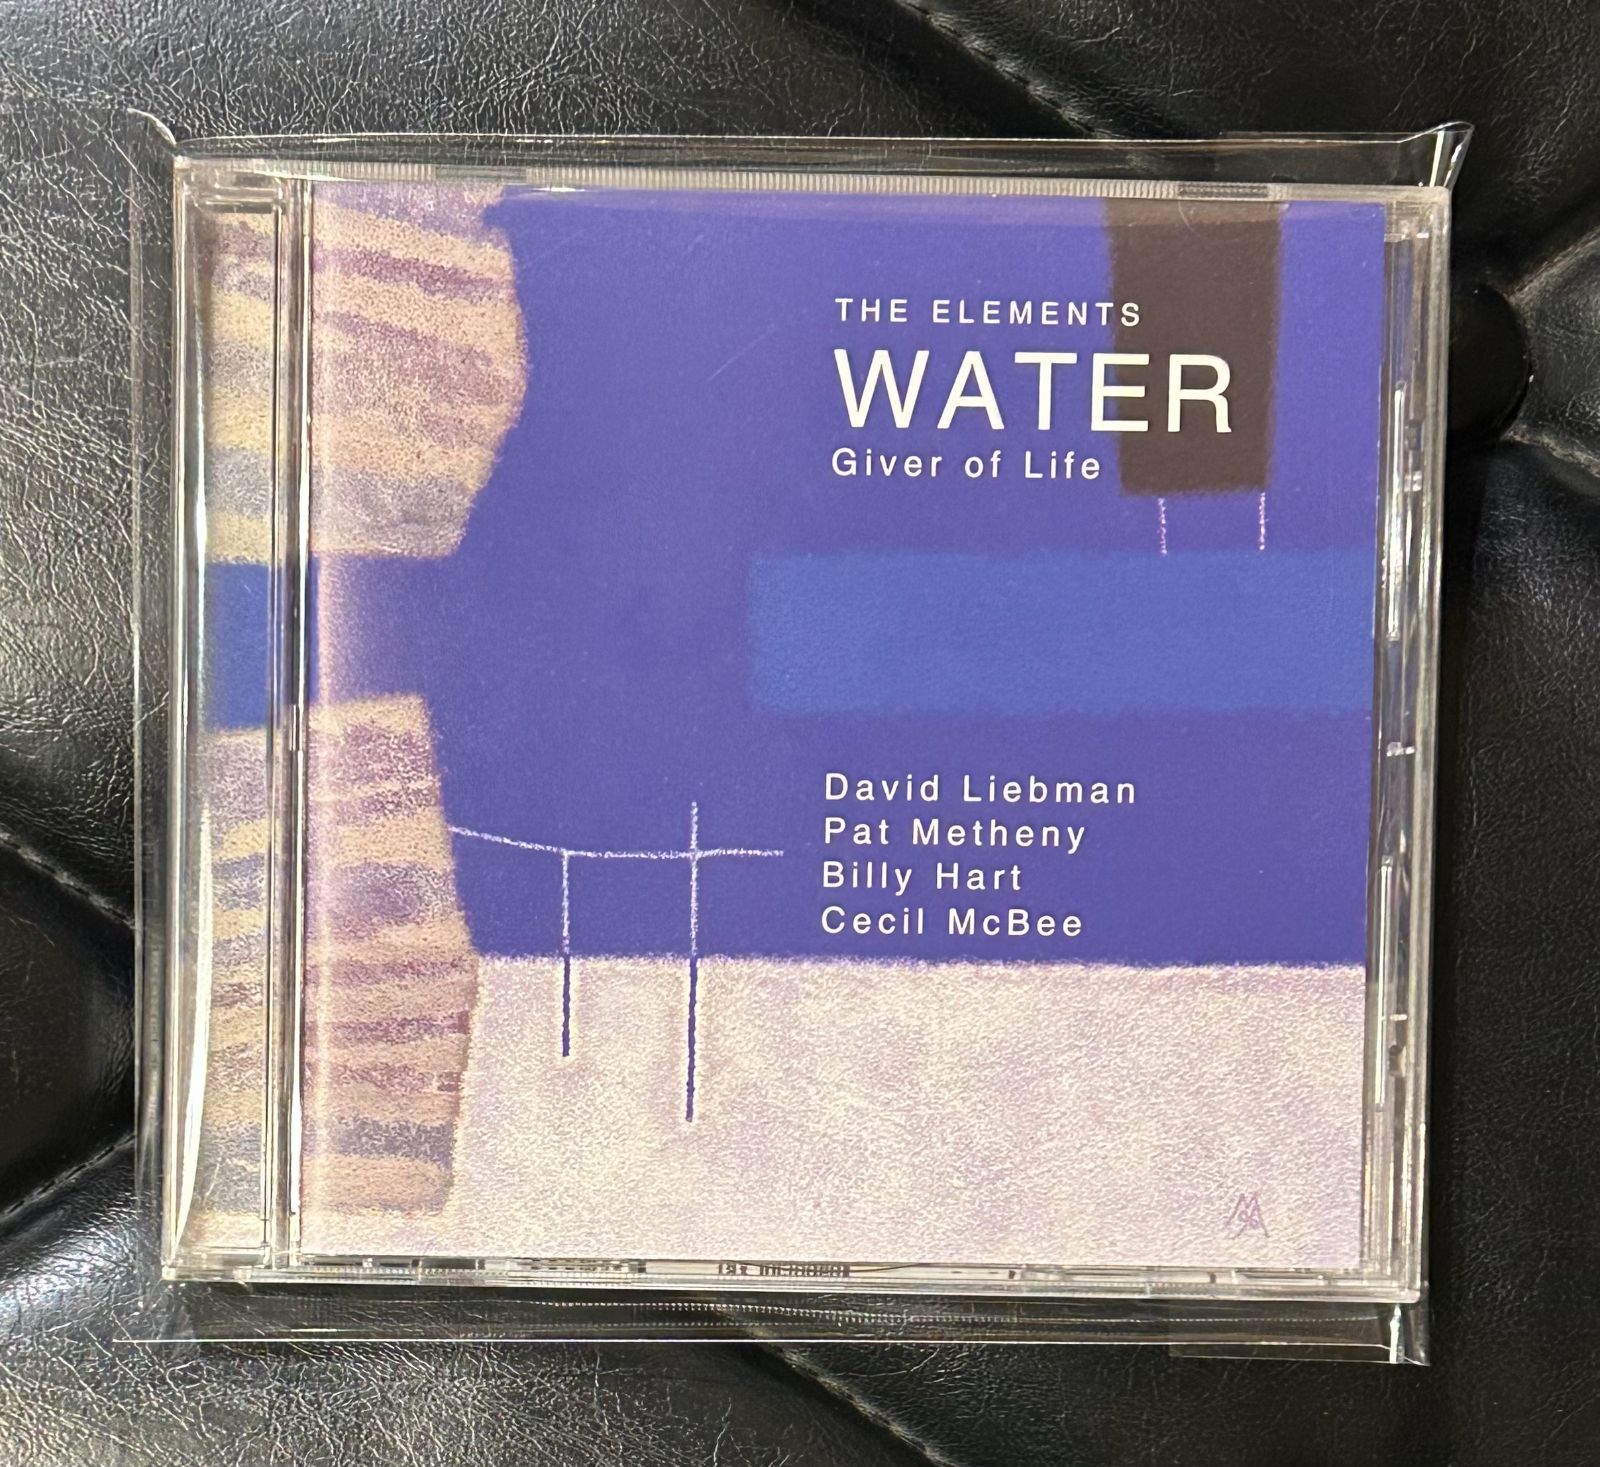 THE ELEMENTS
WATER
Giver of Life
David Liebman
Pat Metheny
Billy Hart
Cecil McBee